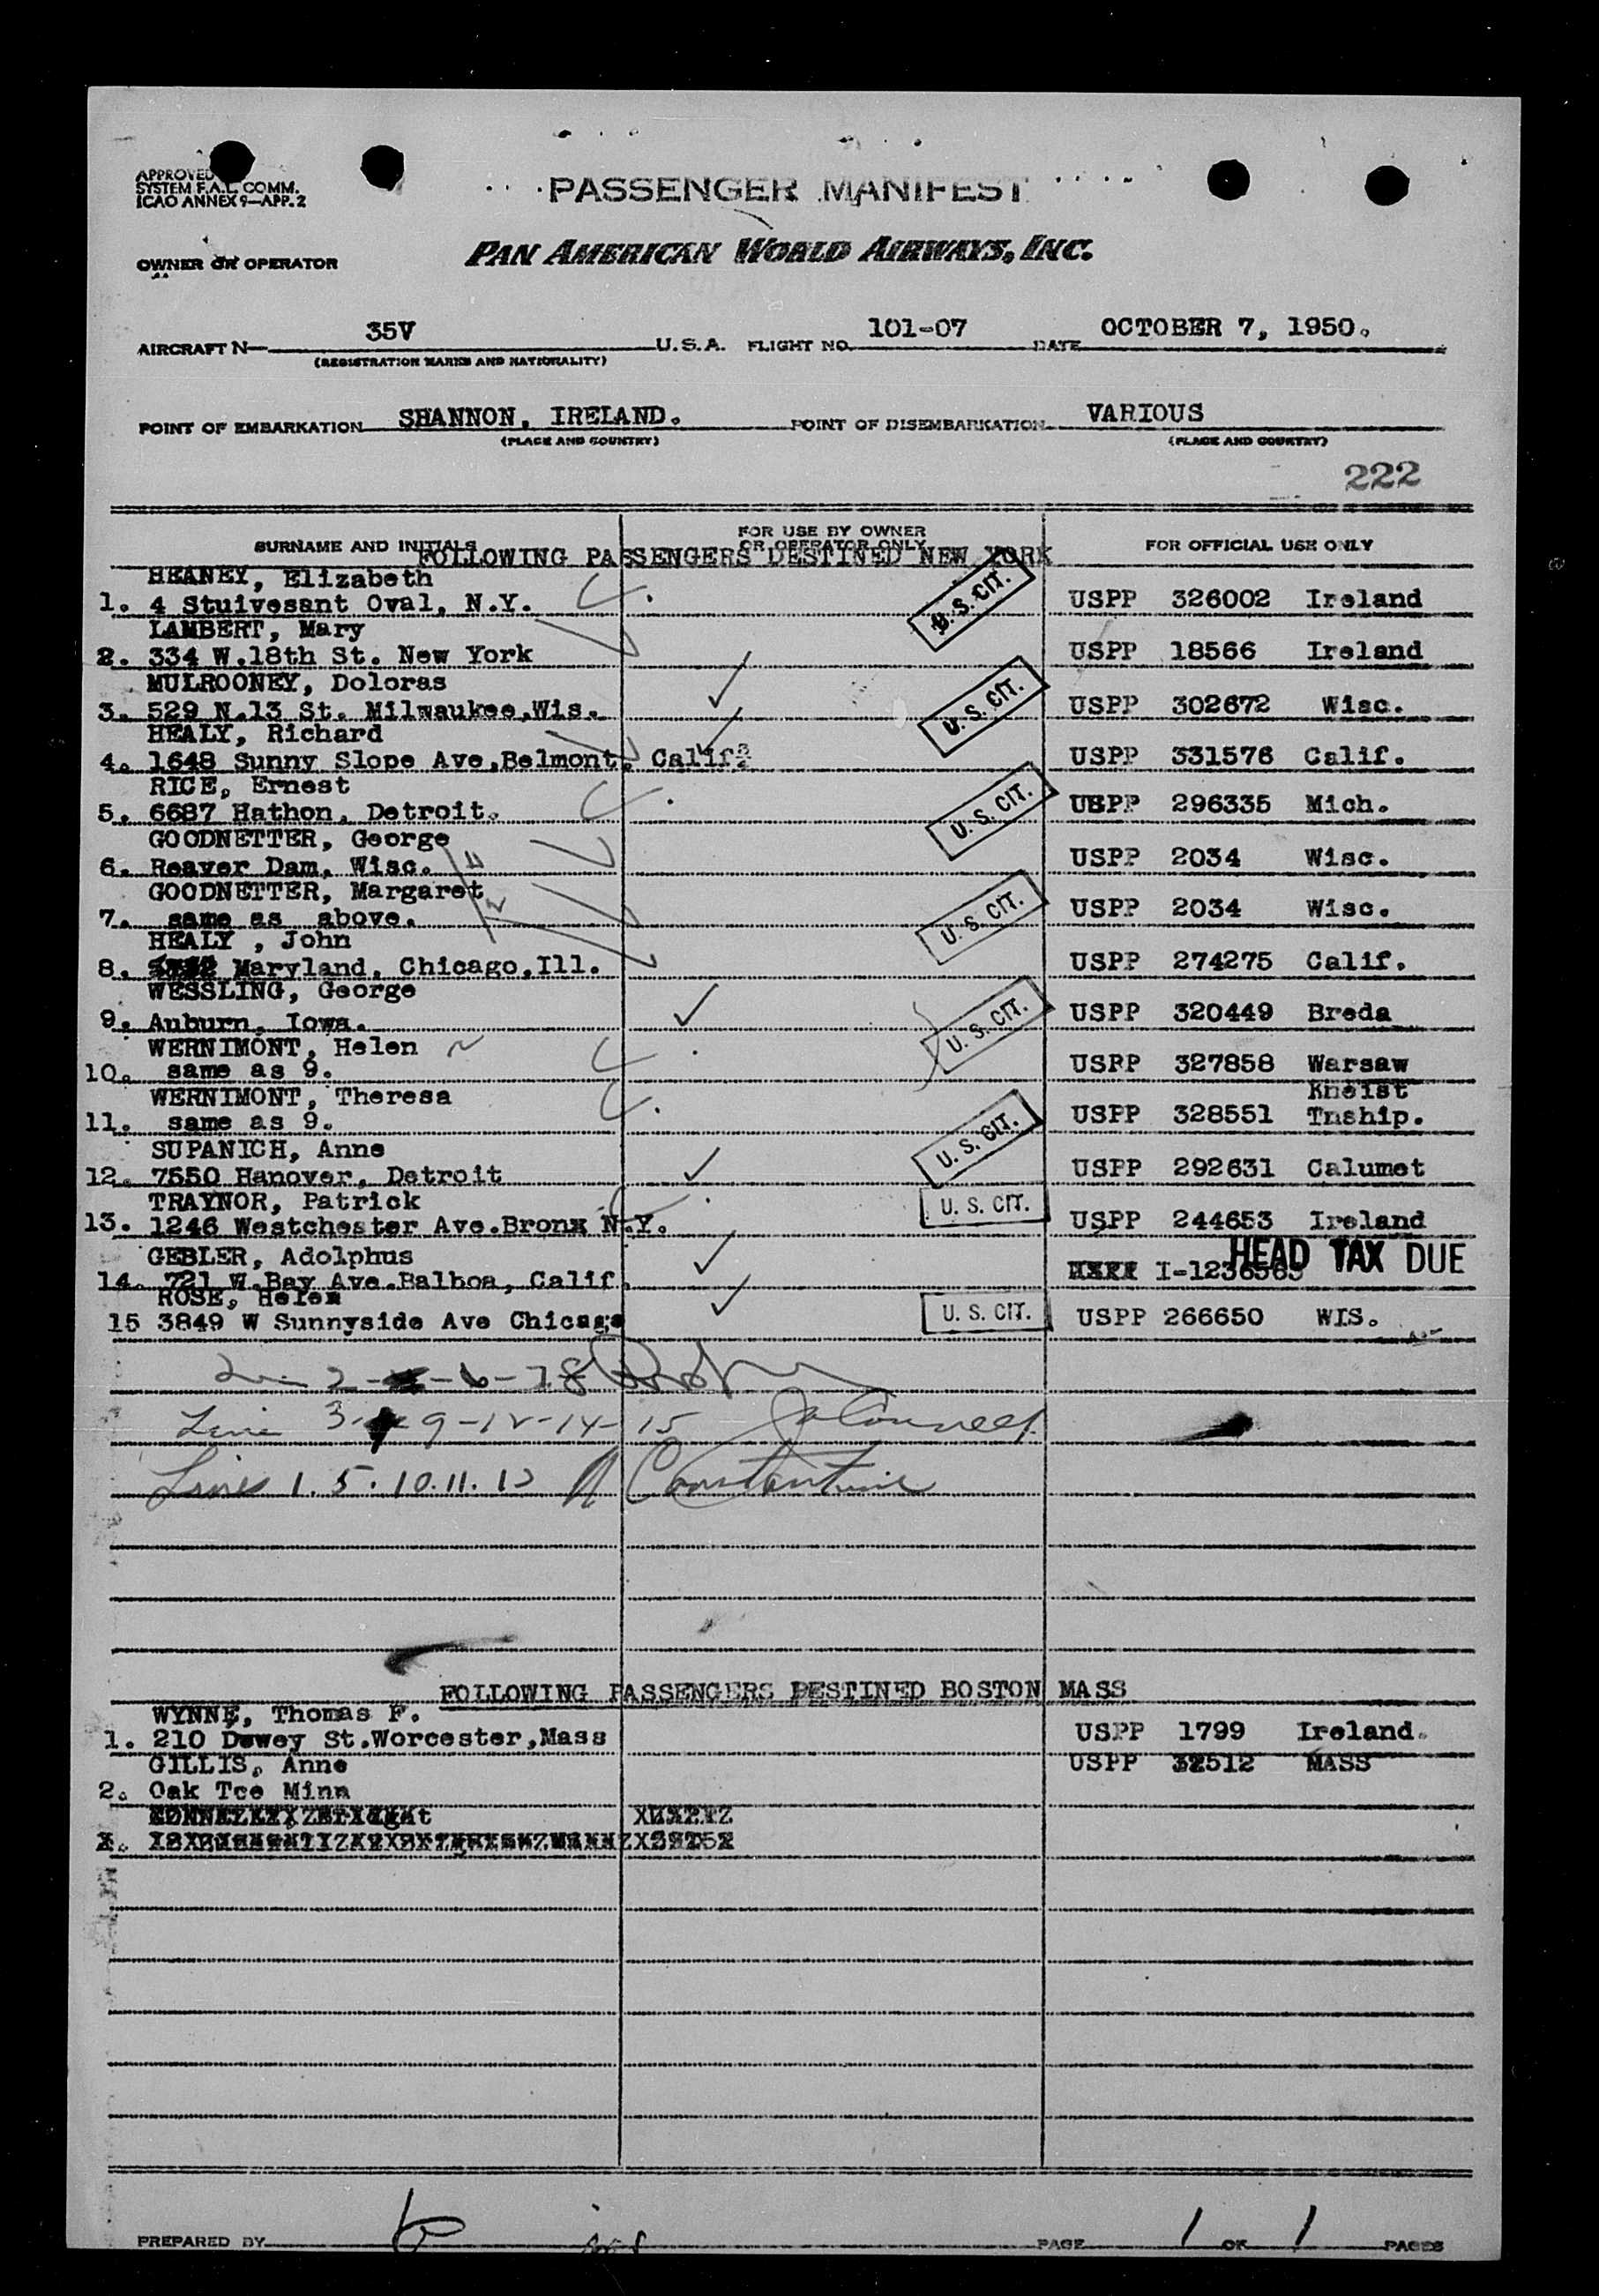 APPROVED
SYSTEM F.A.L. COMM.
ICAO ANNEX 9—APP. 2
PASSENGER MANIFEST
OWNER OR OPERATOR PAN AMERICAN WORLD AIRWAYS, INC.
AIRCRAFT N— 35V U.S.A. FLIGHT NO. 101-07 DATE OCTOBER 7, 1950.
(REGISTRATION MARKS AND NATIONALITY)
POINT OF EMBARKATION SHANNON, IRELAND. POINT OF DISEMBARKATION VARIOUS
(PLACE AND COUNTRY) (PLACE AND COUNTRY)
222
SURNAME AND INITIALS FOR USE BY OWNER OR OPERATOR ONLY FOR OFFICIAL USE ONLY
FOLLOWING PASSENGERS DESTINED NEW YORK
HEANEY, Elizabeth
1. 4 Stuivesant Oval, N.Y. U. S. CIT. USPP 326002 Ireland
LAMBERT, Mary
2. 334 W.18th St. New York USPP 18566 Ireland
MULROONEY, Doloras
3. 529 N.13 St. Milwaukee,Wis. U. S. CIT. USPP 302672 Wisc.
HEALY, Richard
4. 1648 Sunny Slope Ave,Belmont, Calif. USPP 331576 Calif.
RICE, Ernest
5. 6687 Hathon, Detroit. U. S. CIT. USPP 296335 Mich.
GOODNETTER, George
6. Reaver Dam, Wisc. USPP 2034 Wisc.
GOODNETTER, Margaret
7. same as above. U. S. CIT. USPP 2034 Wisc.
HEALY , John
8. Maryland, Chicago,Ill. USPP 274275 Calif.
WESSLING, George
9. Auburn, Iowa. U. S. CIT. USPP 320449 Breda
WERNIMONT, Helen
10. same as 9. USPP 327858 Warsaw
WERNIMONT, Theresa Kneist
11. same as 9. U. S. CIT. USPP 328551 Tnship.
SUPANICH, Anne
12. 7550 Hanover, Detroit USPP 292631 Calumet
TRAYNOR, Patrick
13. 1246 Westchester Ave.Bronx N.Y. U. S. CIT. USPP 244653 Ireland
GEBLER, Adolphus HEAD TAX DUE
14. 721 W.Bay Ave.Balboa, Calif. I-1236563
ROSE, Helen
15 3849 W Sunnyside Ave Chicago U. S. CIT. USPP 266650 WIS.
Line 3- 9-12-14-15
Lines 1. 5. 10. 11. 13 Constantine
FOLLOWING PASSENGERS DESTINED BOSTON MASS
WYNNE, Thomas F.
1. 210 Dewey St.Worcester,Mass USPP 1799 Ireland.
GILLIS, Anne USPP 32512 MASS
2. Oak Tce Minn
PREPARED BY PAGE 1 OF 1 PAGES